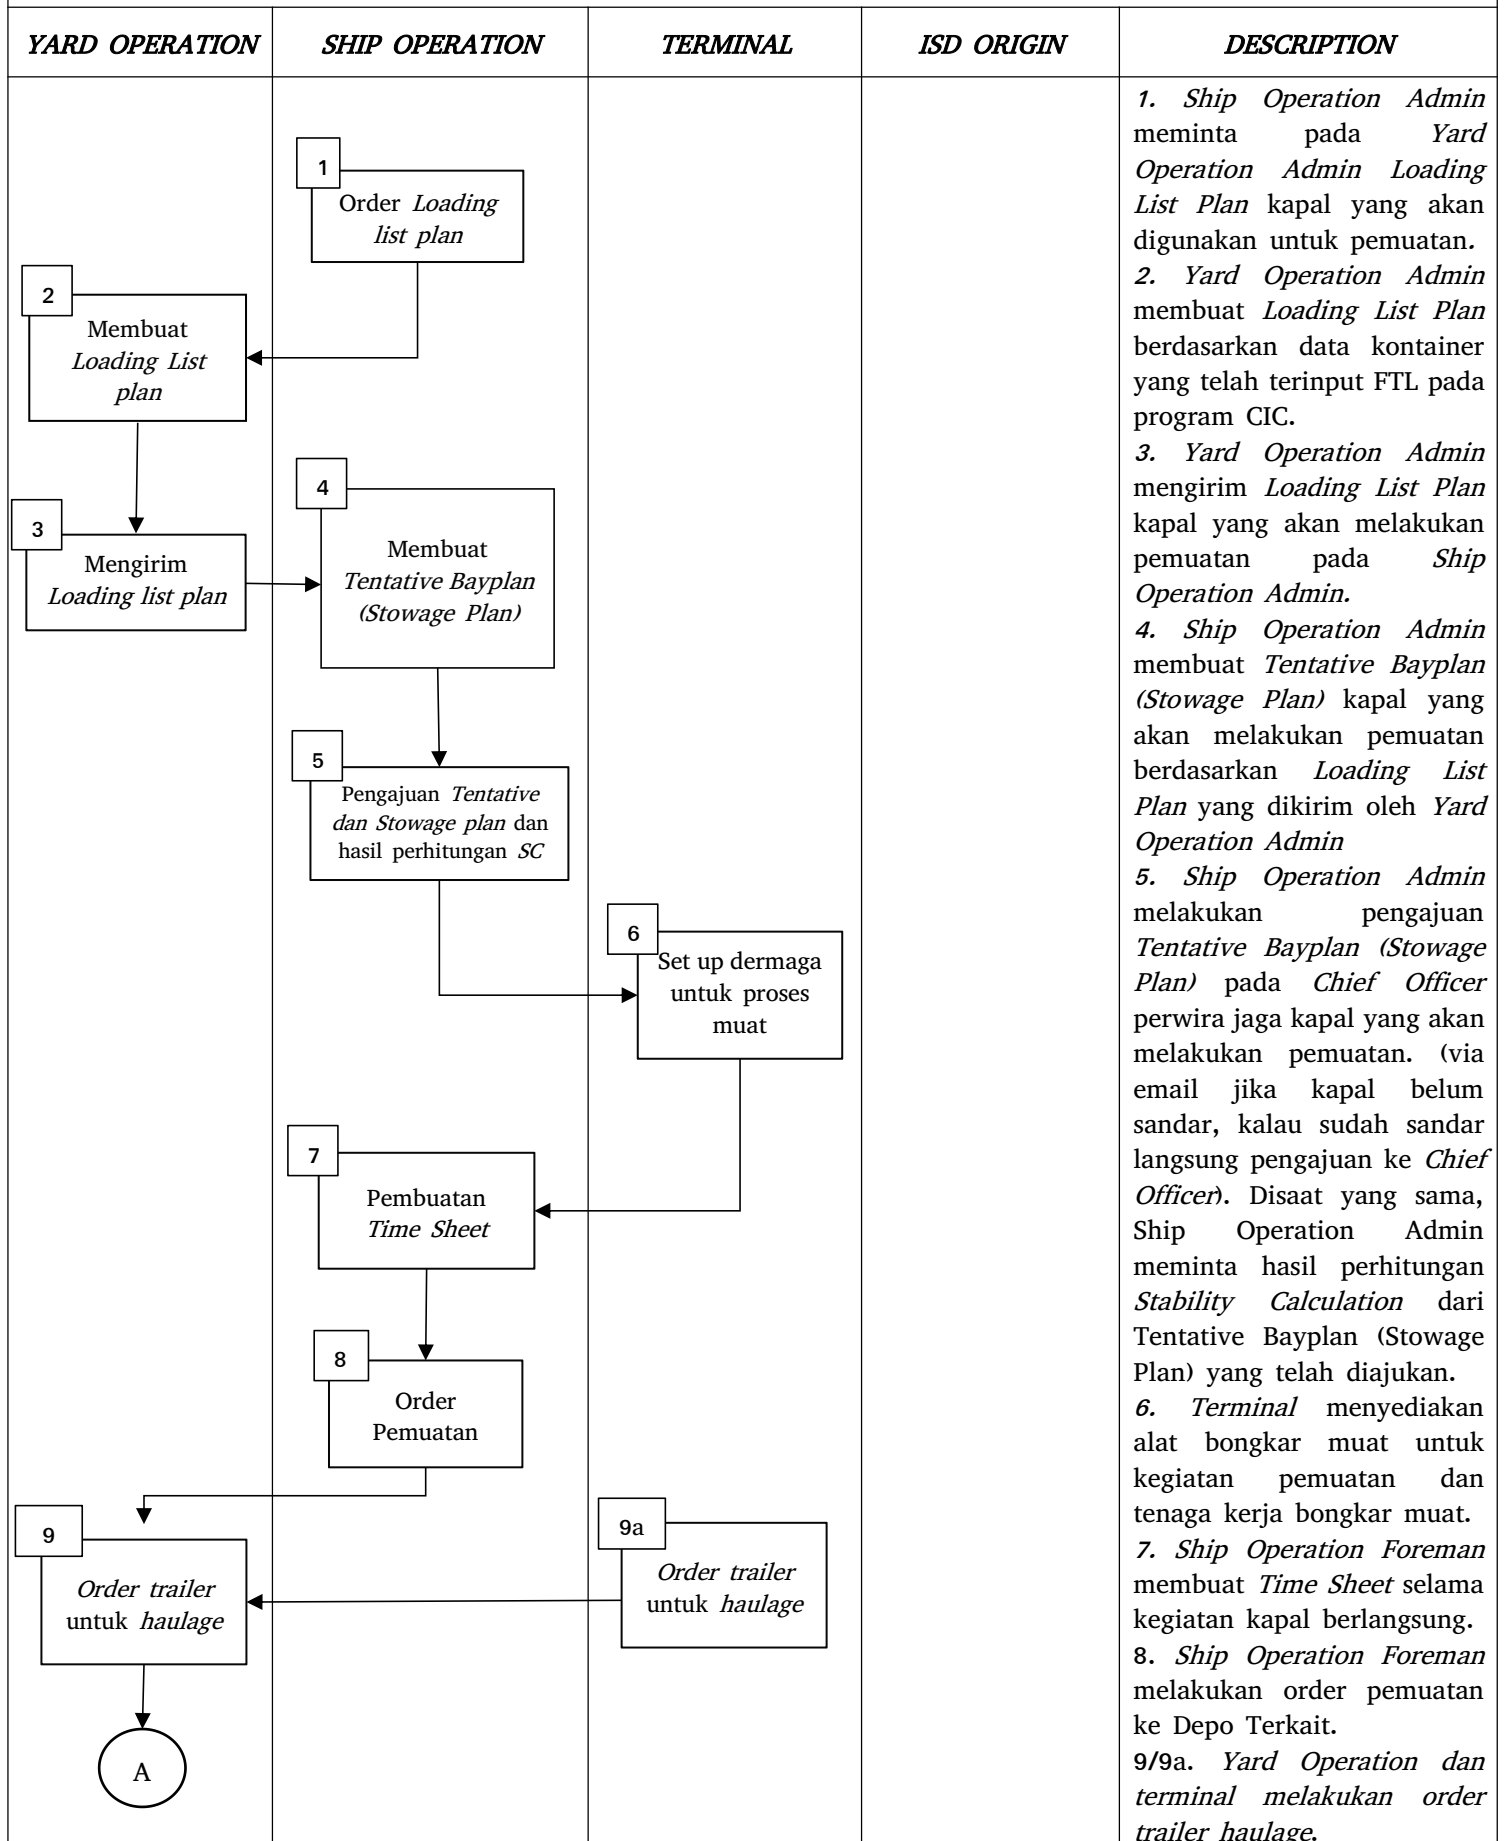 YARD OPERATION
SHIP OPERATION
TERMINAL
ISD ORIGIN
DESCRIPTION
1
Order Loading
list plan
2
Membuat
Loading List
plan
3
Mengirim
Loading list plan
4
Membuat
Tentative Bayplan
(Stowage Plan)
5
Pengajuan Tentative
dan Stowage plan dan
hasil perhitungan SC
6
Set up dermaga
untuk proses
muat
7
Pembuatan
Time Sheet
8
Order
Pemuatan
9
Order trailer
untuk haulage
9a
Order trailer
untuk haulage
A
1. Ship Operation Admin
meminta pada Yard
Operation Admin Loading
List Plan kapal yang akan
digunakan untuk pemuatan.
2. Yard Operation Admin
membuat Loading List Plan
berdasarkan data kontainer
yang telah terinput FTL pada
program CIC.
3. Yard Operation Admin
mengirim Loading List Plan
kapal yang akan melakukan
pemuatan pada Ship
Operation Admin.
4. Ship Operation Admin
membuat Tentative Bayplan
(Stowage Plan) kapal yang
akan melakukan pemuatan
berdasarkan Loading List
Plan yang dikirim oleh Yard
Operation Admin
5. Ship Operation Admin
melakukan pengajuan
Tentative Bayplan (Stowage
Plan) pada Chief Officer
perwira jaga kapal yang akan
melakukan pemuatan. (via
email jika kapal belum
sandar, kalau sudah sandar
langsung pengajuan ke Chief
Officer). Disaat yang sama,
Ship Operation Admin
meminta hasil perhitungan
Stability Calculation dari
Tentative Bayplan (Stowage
Plan) yang telah diajukan.
6. Terminal menyediakan
alat bongkar muat untuk
kegiatan pemuatan dan
tenaga kerja bongkar muat.
7. Ship Operation Foreman
membuat Time Sheet selama
kegiatan kapal berlangsung.
8. Ship Operation Foreman
melakukan order pemuatan
ke Depo Terkait.
9/9a. Yard Operation dan
terminal melakukan order
trailer haulage.